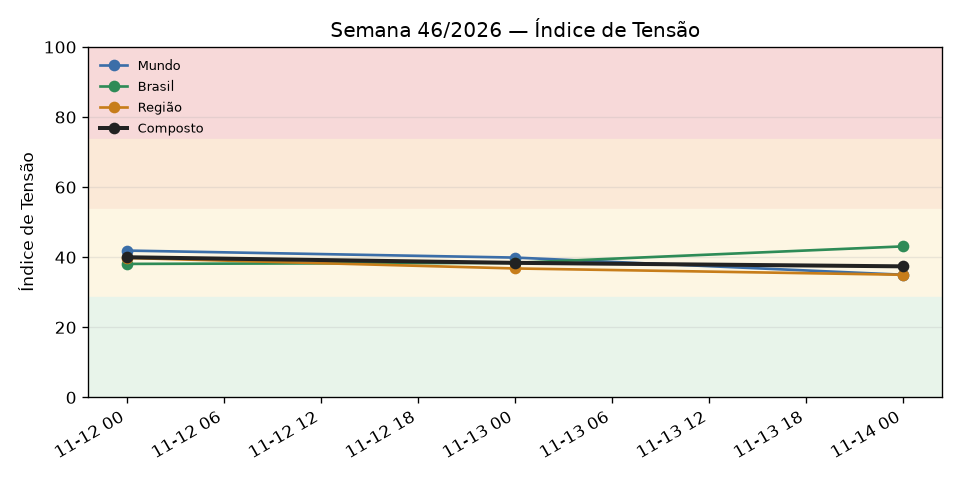 Semana 46/2026 — Índice de Tensão
Índice de Tensão
100
80
60
40
20
0
Mundo
Brasil
Região
Composto
11-12 00
11-12 06
11-12 12
11-12 18
11-13 00
11-13 06
11-13 12
11-13 18
11-14 00